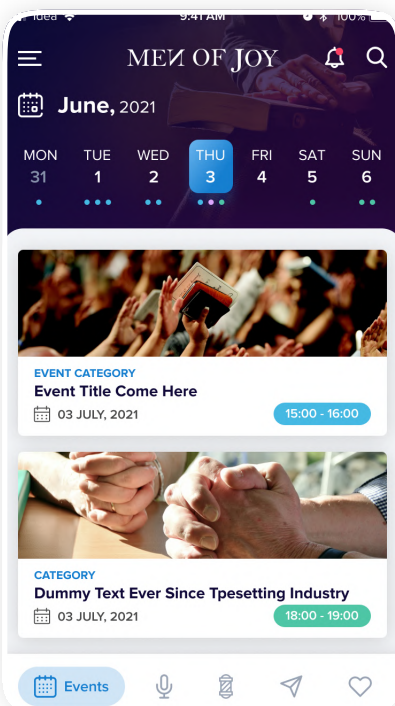 Idea 9:41 AM 100%
MEN OF JOY
June, 2021
MON TUE WED THU FRI SAT SUN
31 1 2 3 4 5 6
EVENT CATEGORY
Event Title Come Here
03 JULY, 2021 15:00 - 16:00
CATEGORY
Dummy Text Ever Since Tpesetting Industry
03 JULY, 2021 18:00 - 19:00
Events